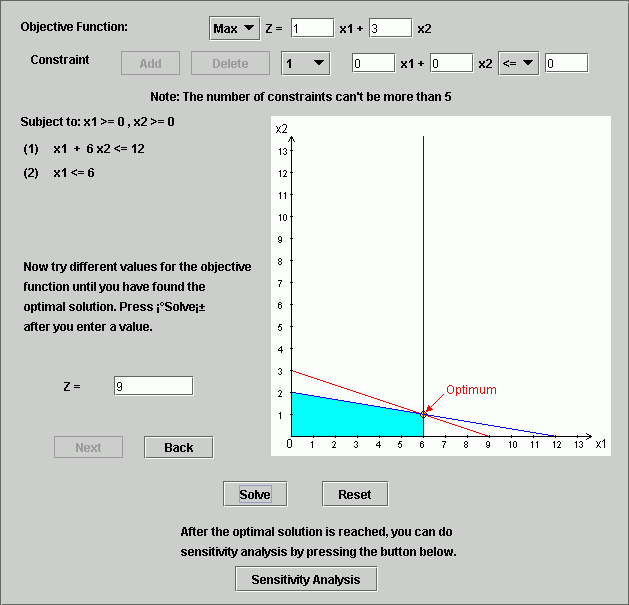 Objective Function: Max Z = 1 x1 + 3 x2
Constraint Add Delete 1 0 x1 + 0 x2 <= 0
Note: The number of constraints can't be more than 5
Subject to: x1 >= 0 , x2 >= 0
(1) x1 + 6 x2 <= 12
(2) x1 <= 6
Now try different values for the objective
function until you have found the
optimal solution. Press ¡°Solve¡±
after you enter a value.
Z = 9
Next Back
x2
13
12
11
10
9
8
7
6
5
4
3
2
1
Optimum
0 1 2 3 4 5 6 7 8 9 10 11 12 13 x1
Solve Reset
After the optimal solution is reached, you can do
sensitivity analysis by pressing the button below.
Sensitivity Analysis